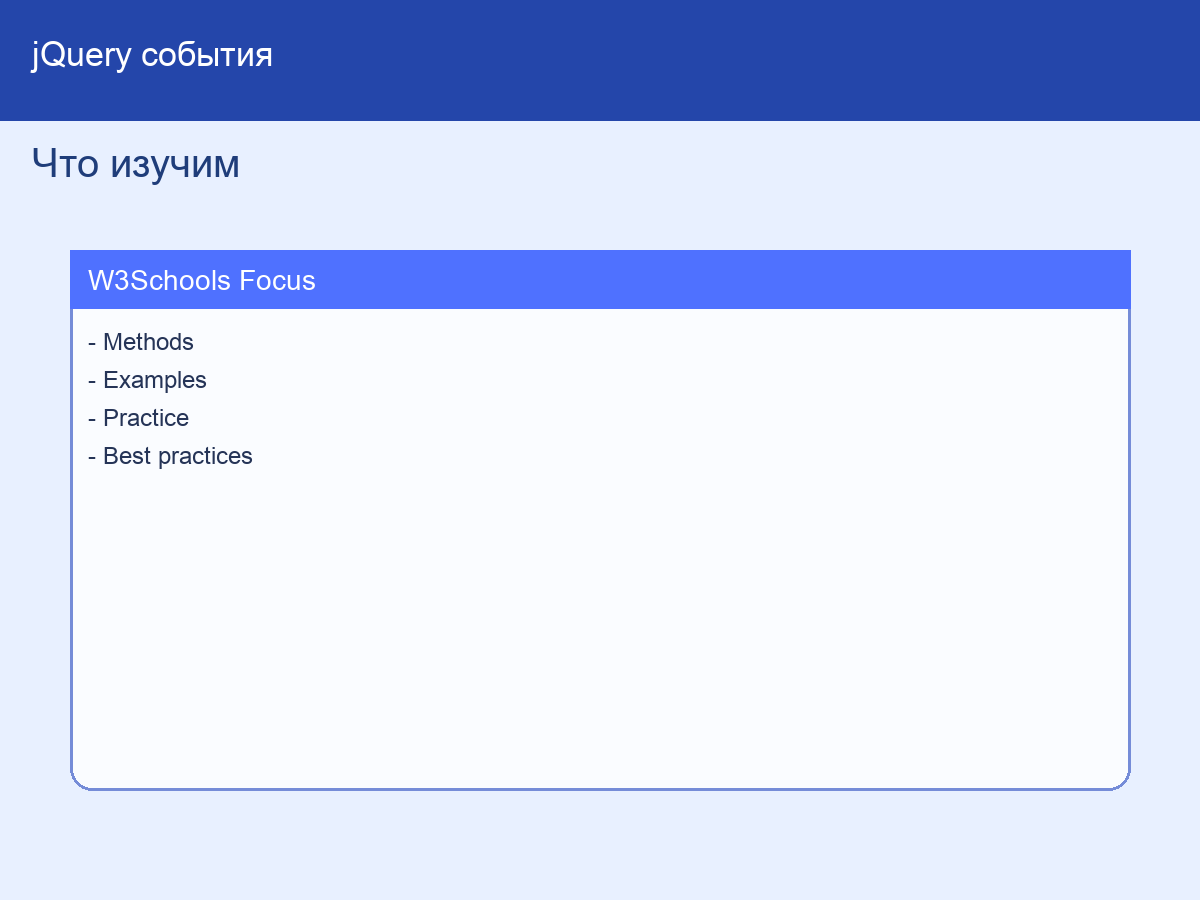 jQuery события
Что изучим
W3Schools Focus
- Methods
- Examples
- Practice
- Best practices